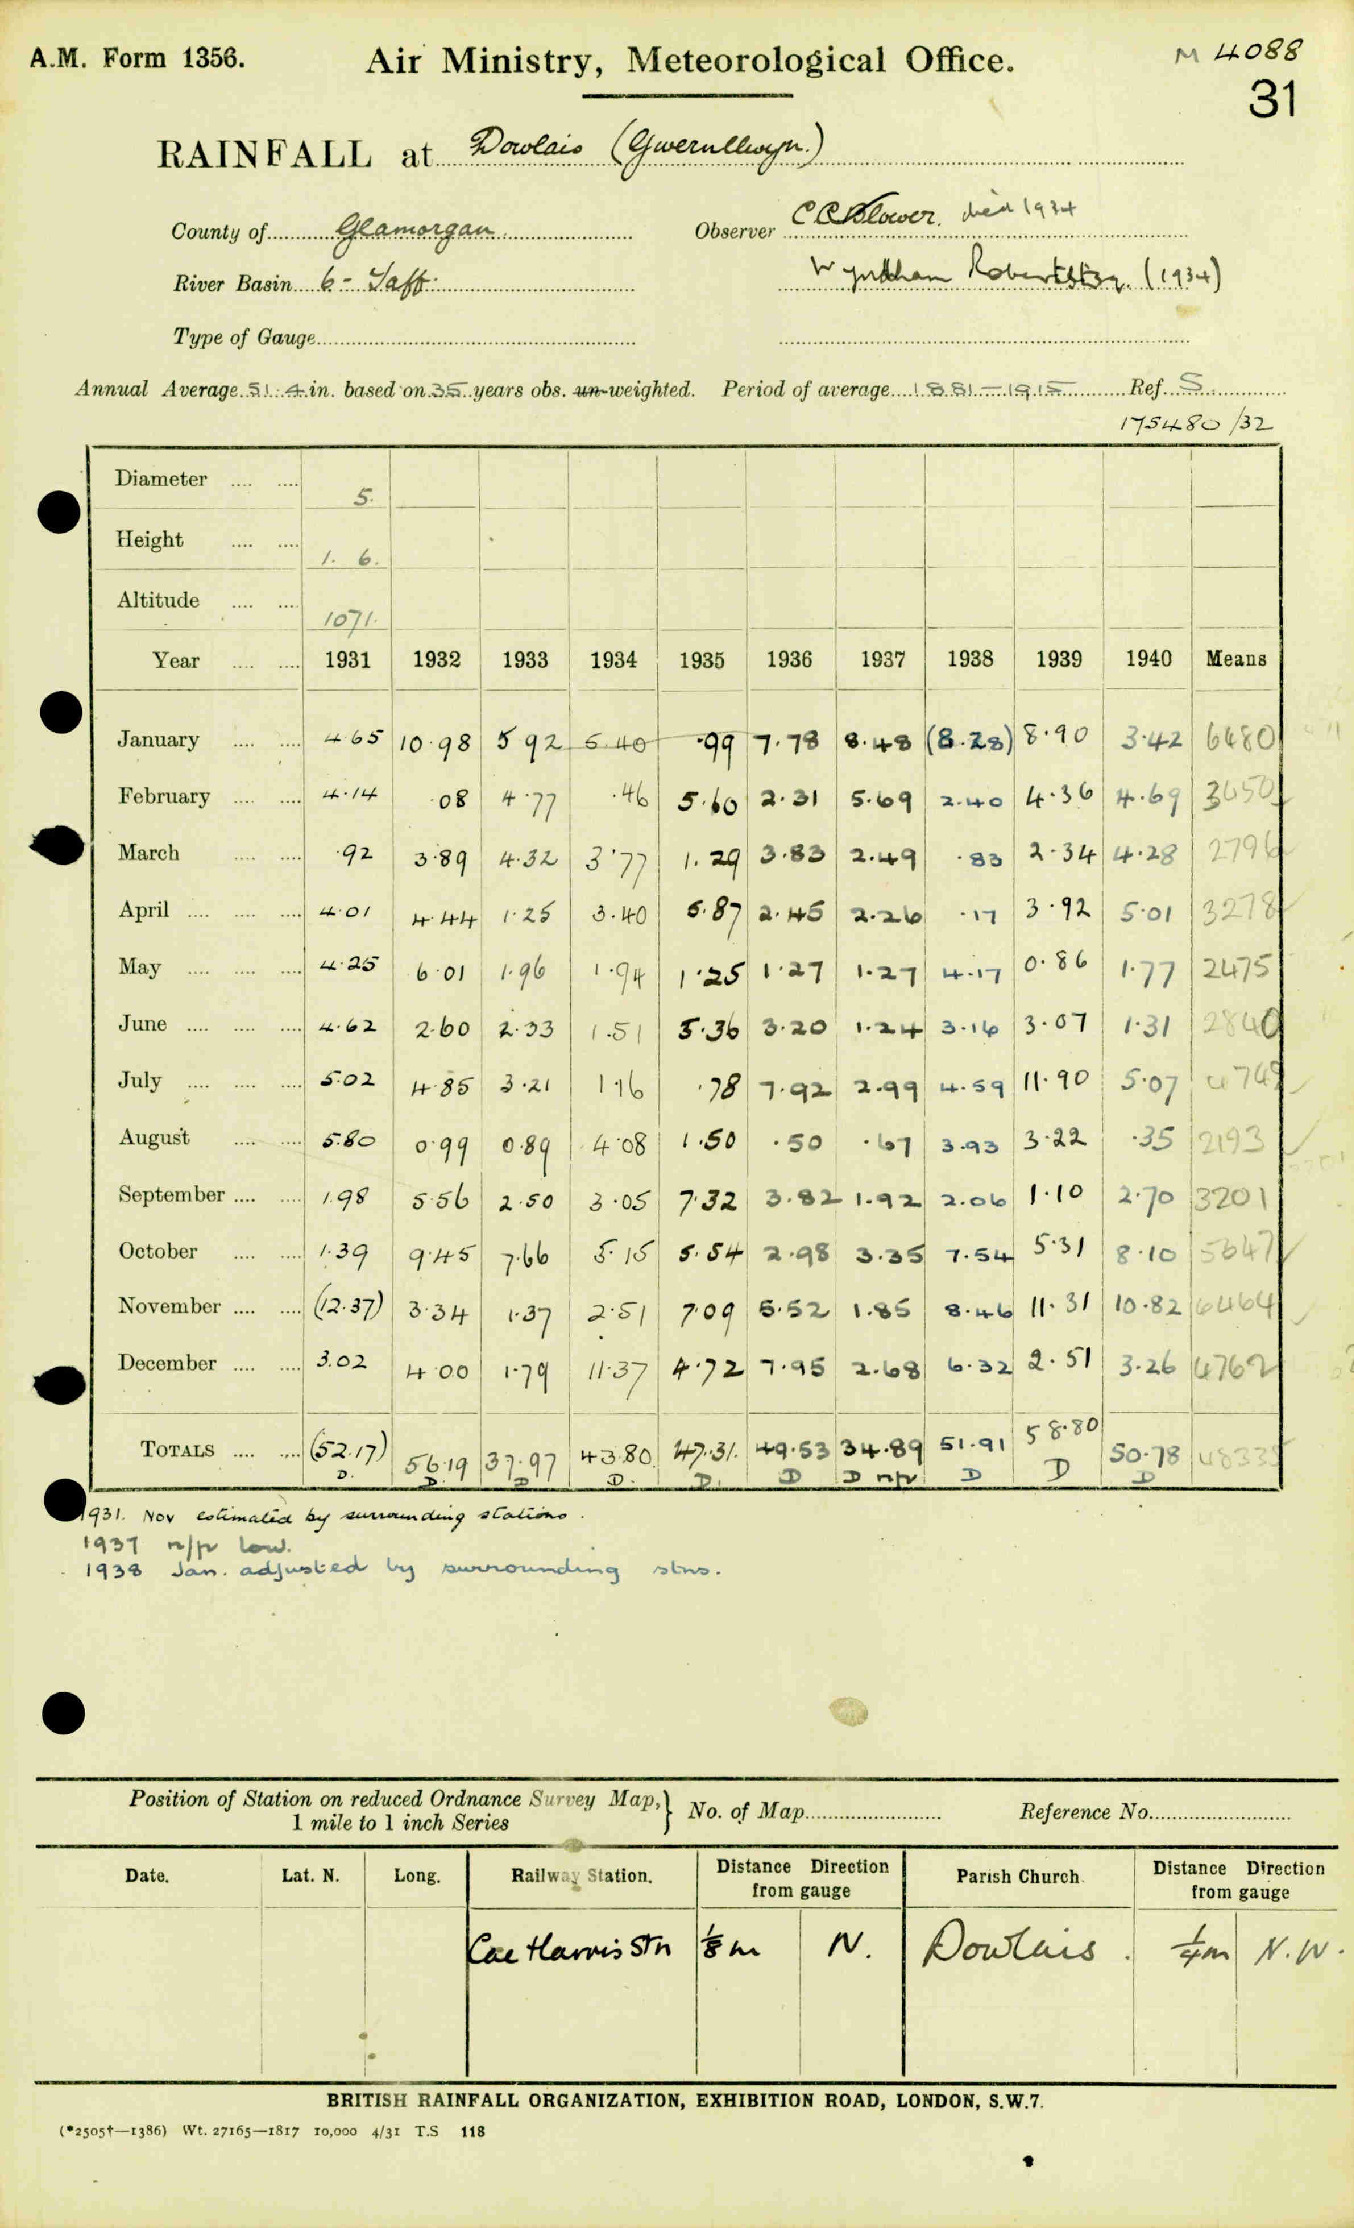 A.M. Form 1356.
Air Ministry, Meteorological Office.
M 4088
31
RAINFALL at Dowlais (Gwernllwyn.)
County of Glamorgan Observer C Blower. died 1934
River Basin 6 - Taff. Wyndham (1934)
Type of Gauge
Annual Average 51.4 in. based on 35 years obs. un-weighted. Period of average 1881-1915 Ref. S.
175480/32
Diameter 5.
Height 1. 6.
Altitude 1071.
Year 1931 1932 1933 1934 1935 1936 1937 1938 1939 1940 Means
January 4.65 10.98 5.92 5.40 .99 7.78 8.48 (8.28) 8.90 3.42 6480
February 4.14 .08 4.77 .46 5.60 2.31 5.69 2.40 4.36 4.69 3450
March .92 3.89 4.32 3.77 1.29 3.83 2.49 .83 2.34 4.28 2796
April 4.01 4.44 1.25 3.40 5.87 2.45 2.26 .17 3.92 5.01 3278
May 4.25 6.01 1.96 1.94 1.25 1.27 1.27 4.17 0.86 1.77 2475
June 4.62 2.60 2.33 1.51 5.36 3.20 1.24 3.16 3.07 1.31 2840
July 5.02 4.85 3.21 1.16 .78 7.92 2.99 4.59 11.90 5.07 4749
August 5.80 0.99 0.89 4.08 1.50 .50 .67 3.93 3.22 .35 2193
September 1.98 5.56 2.50 3.05 7.32 3.82 1.92 2.06 1.10 2.70 3201
October 1.39 9.45 7.66 5.15 5.54 2.98 3.35 7.54 5.31 8.10 5647
November (12.37) 3.34 1.37 2.51 7.09 5.52 1.85 8.46 11.31 10.82 6464
December 3.02 4.00 1.79 11.37 4.72 7.95 2.68 6.32 2.51 3.26 4762
TOTALS (52.17) 56.19 37.97 43.80 47.31 49.53 34.89 51.91 58.80 50.78 48335
D. D D D. D. D D n/p D D D
1931. Nov estimated by surrounding stations.
1937 n/p low.
1938 Jan. adjusted by surrounding stns.
Position of Station on reduced Ordnance Survey Map, 1 mile to 1 inch Series } No. of Map Reference No.
Date. Lat. N. Long. Railway Station. Distance Direction from gauge Parish Church. Distance Direction from gauge
Cae Harris Stn 1/8 m N. Dowlais. 1/4 m N.W.
BRITISH RAINFALL ORGANIZATION, EXHIBITION ROAD, LONDON, S.W.7.
(*2505†—1386) Wt. 27165—1817 10,000 4/31 T.S 118